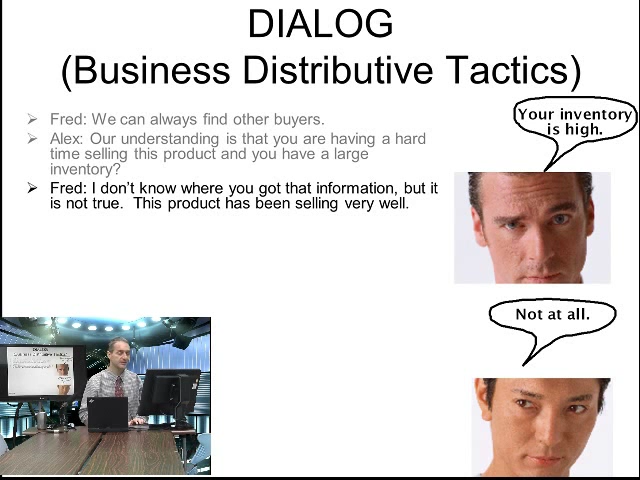 DIALOG
(Business Distributive Tactics)
Fred: We can always find other buyers.
Alex: Our understanding is that you are having a hard
time selling this product and you have a large
inventory?
Fred: I don't know where you got that information, but it
is not true.  This product has been selling very well.
Your inventory
is high.
Not at all.